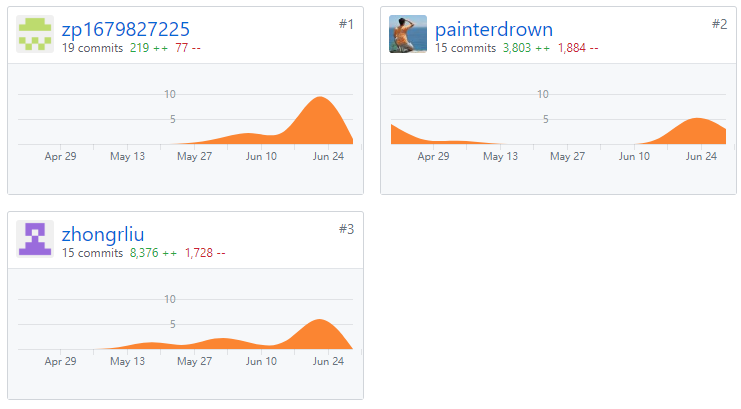 zp1679827225 #1
19 commits 219 ++ 77 --
10
5
Apr 29 May 13 May 27 Jun 10 Jun 24
painterdrown #2
15 commits 3,803 ++ 1,884 --
10
5
Apr 29 May 13 May 27 Jun 10 Jun 24
zhongrliu #3
15 commits 8,376 ++ 1,728 --
10
5
Apr 29 May 13 May 27 Jun 10 Jun 24